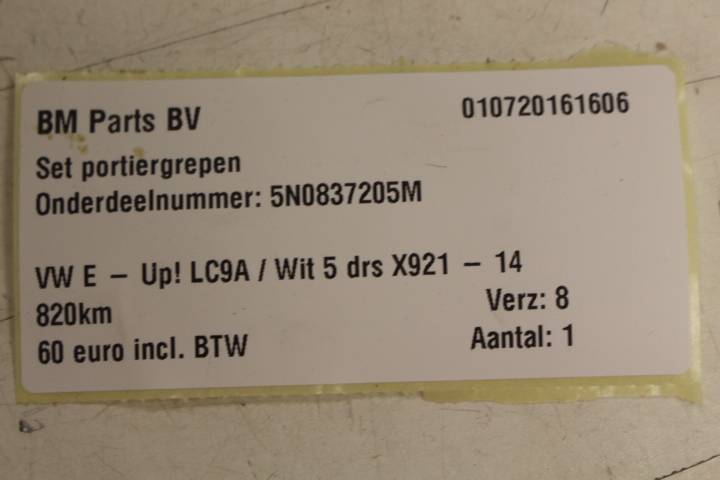 BM Parts BV 010720161606
Set portiergrepen
Onderdeelnummer: 5N0837205M
VW E – Up! LC9A / Wit 5 drs X921 – 14
820km Verz: 8
60 euro incl. BTW Aantal: 1